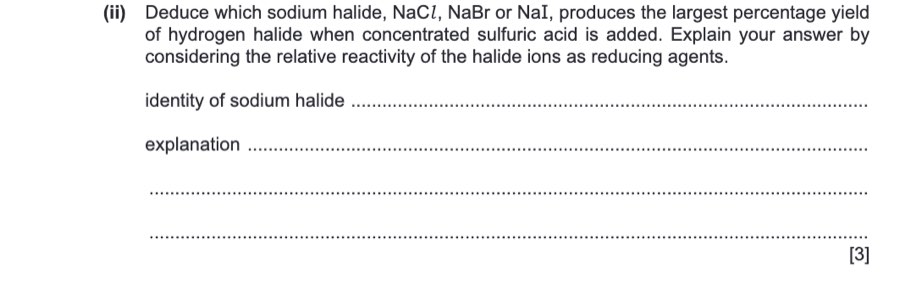 (ii) Deduce which sodium halide, NaCl, NaBr or NaI, produces the largest percentage yield
of hydrogen halide when concentrated sulfuric acid is added. Explain your answer by
considering the relative reactivity of the halide ions as reducing agents.
identity of sodium halide ................................................................................
explanation ................................................................................
................................................................................
................................................................................
[3]